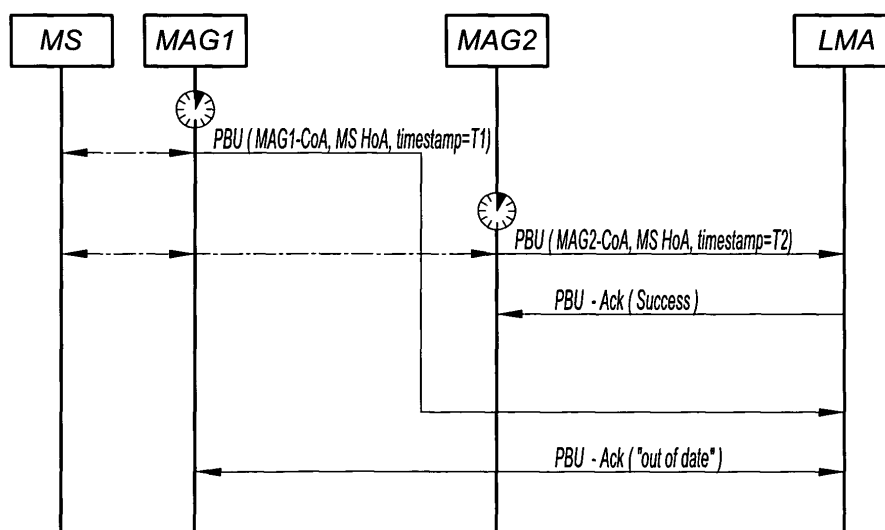 MS
MAG1
MAG2
LMA
PBU ( MAG1-CoA, MS HoA, timestamp=T1)
PBU ( MAG2-CoA, MS HoA, timestamp=T2)
PBU - Ack ( Success )
PBU - Ack ( "out of date" )